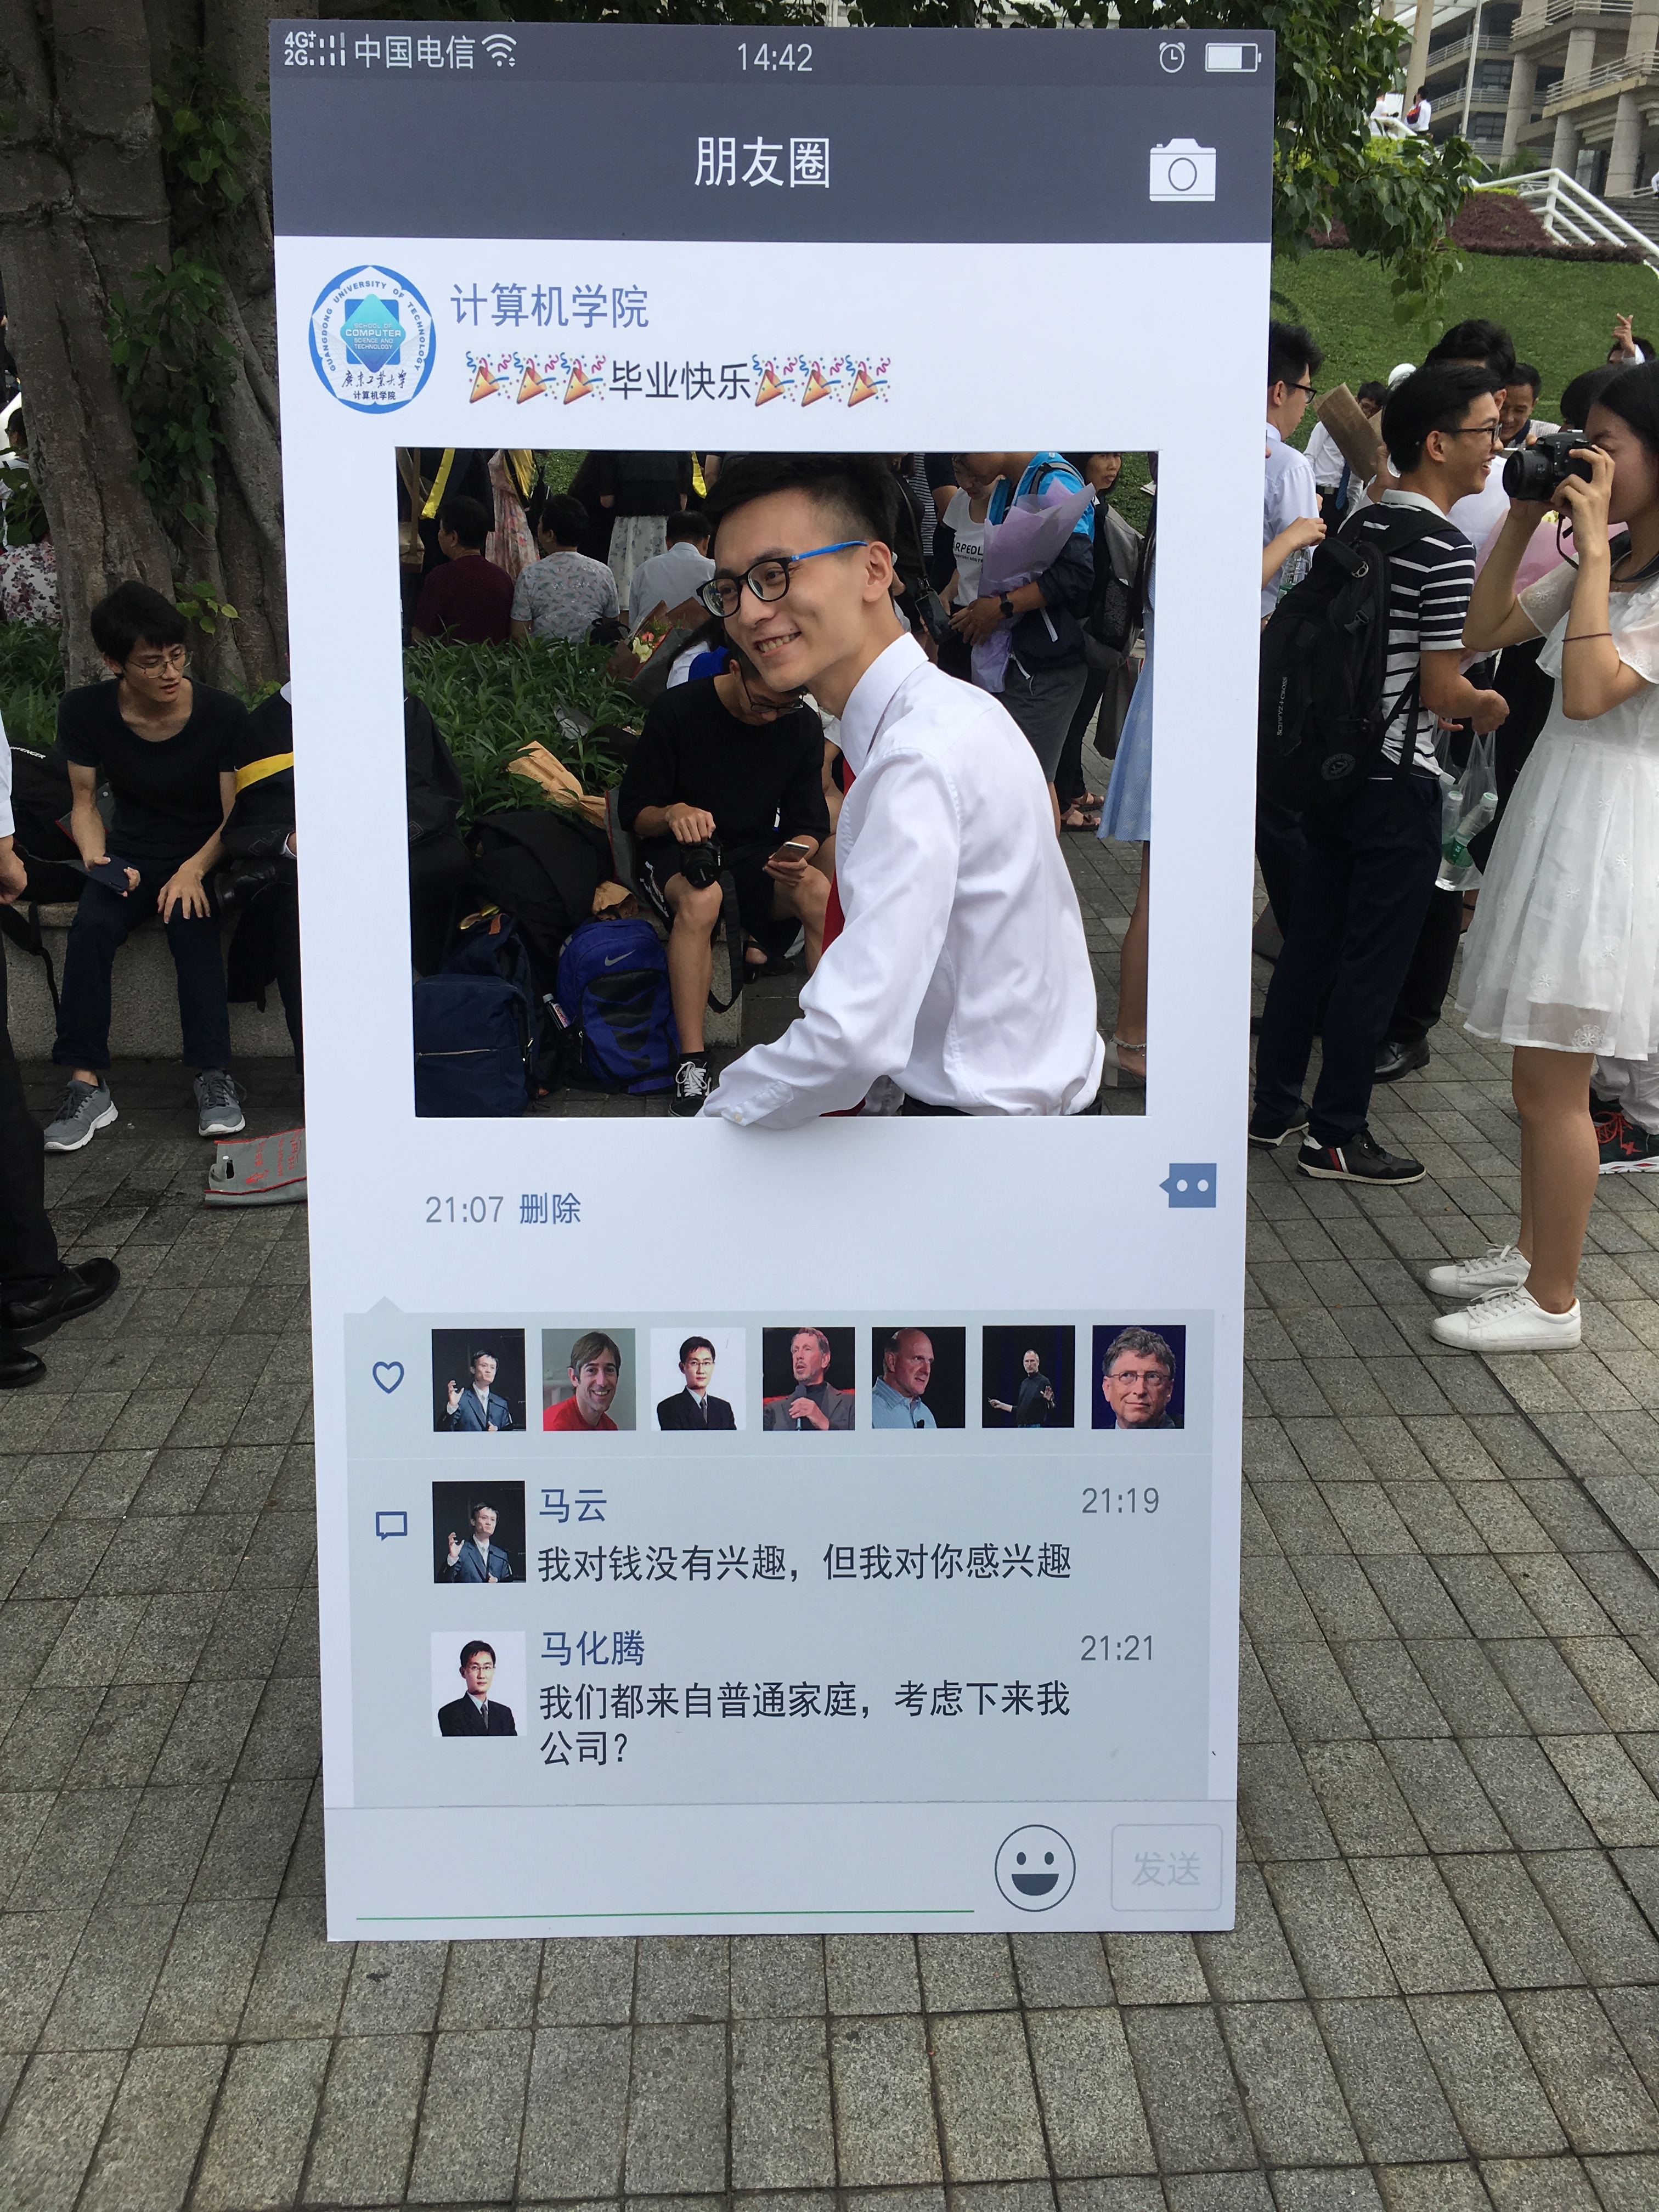 4G+
2G 中国电信
14:42
朋友圈
GUANGDONG UNIVERSITY OF TECHNOLOGY
SCHOOL OF
COMPUTER
SCIENCE AND
TECHNOLOGY
广东工业大学
计算机学院
计算机学院
🎉🎉🎉毕业快乐🎉🎉🎉
21:07 删除
马云 21:19
我对钱没有兴趣，但我对你感兴趣
马化腾 21:21
我们都来自普通家庭，考虑下来我
公司？
发送